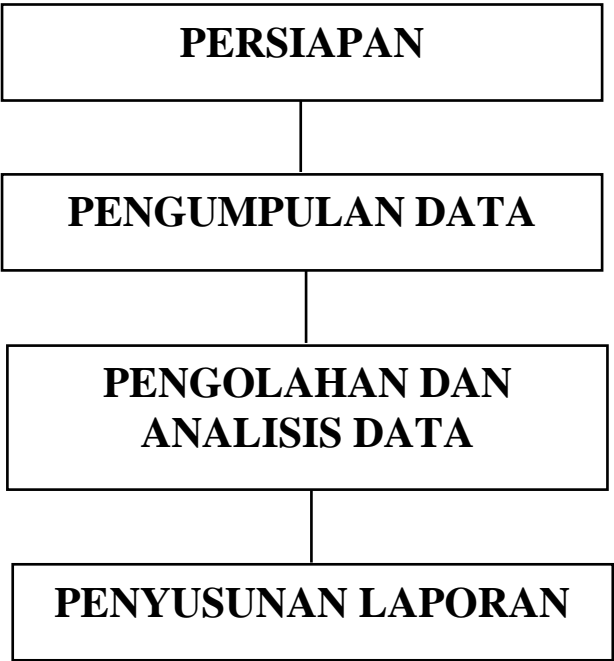 PERSIAPAN
PENGUMPULAN DATA
PENGOLAHAN DAN
ANALISIS DATA
PENYUSUNAN LAPORAN